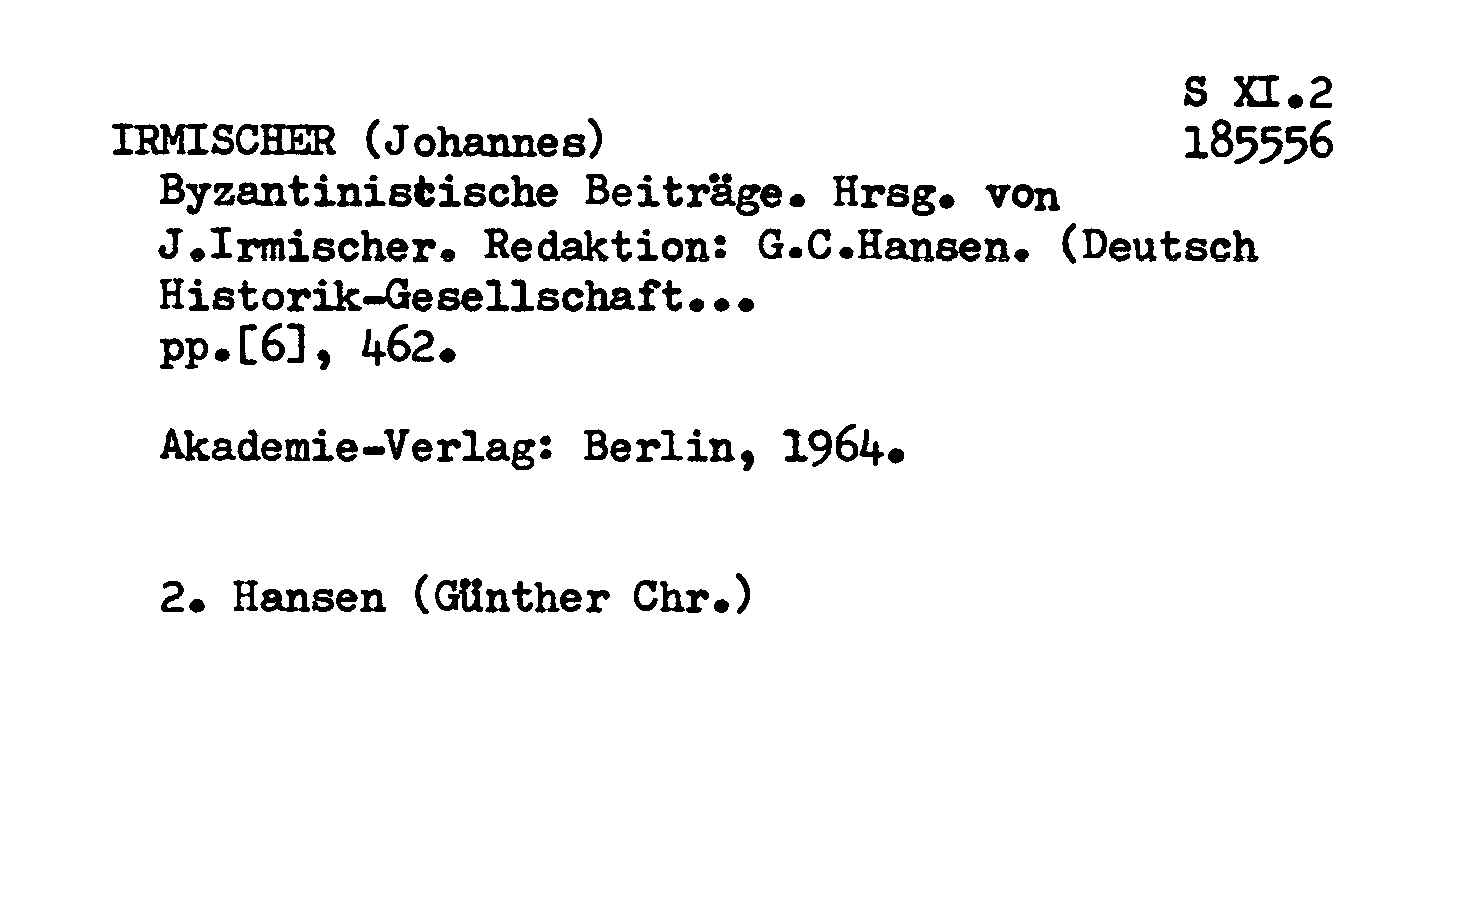 S XI.2
IRMISCHER (Johannes) 185556
Byzantinistische Beiträge. Hrsg. von
J.Irmischer. Redaktion: G.C.Hansen. (Deutsch
Historik-Gesellschaft...
pp.[6], 462.
Akademie-Verlag: Berlin, 1964.
2. Hansen (Günther Chr.)